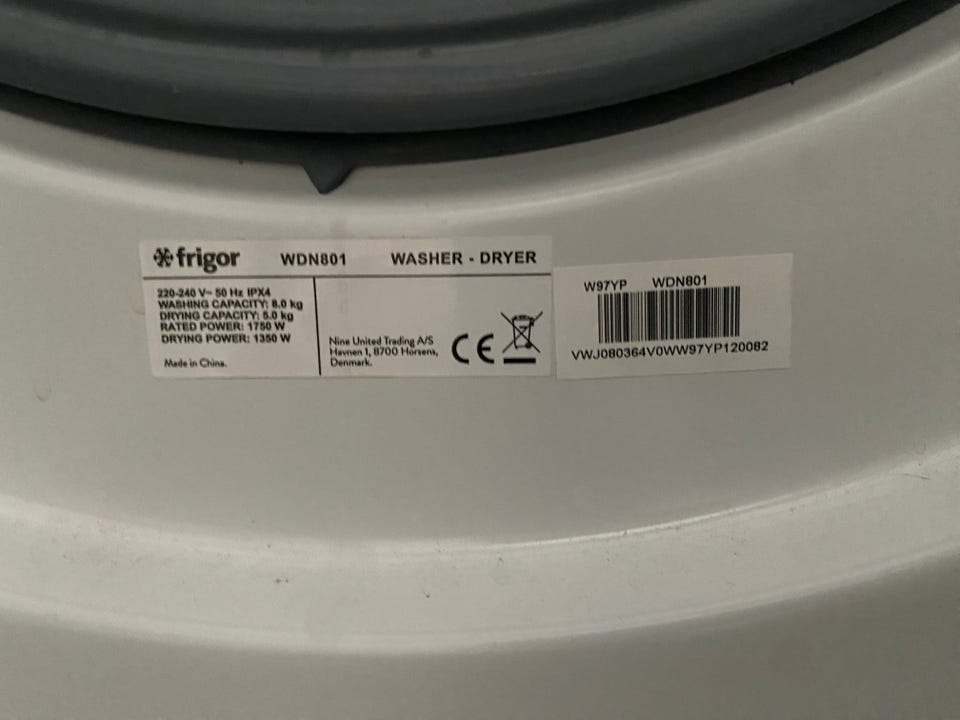 frigor WDN801 WASHER - DRYER
220-240 V~ 50 Hz IPX4
WASHING CAPACITY: 8.0 kg
DRYING CAPACITY: 5.0 kg
RATED POWER: 1750 W
DRYING POWER: 1350 W
Made in China.
Nine United Trading A/S
Havnen 1, 8700 Horsens,
Denmark.
CE
W97YP WDN801
VWJ080364V0WW97YP120082